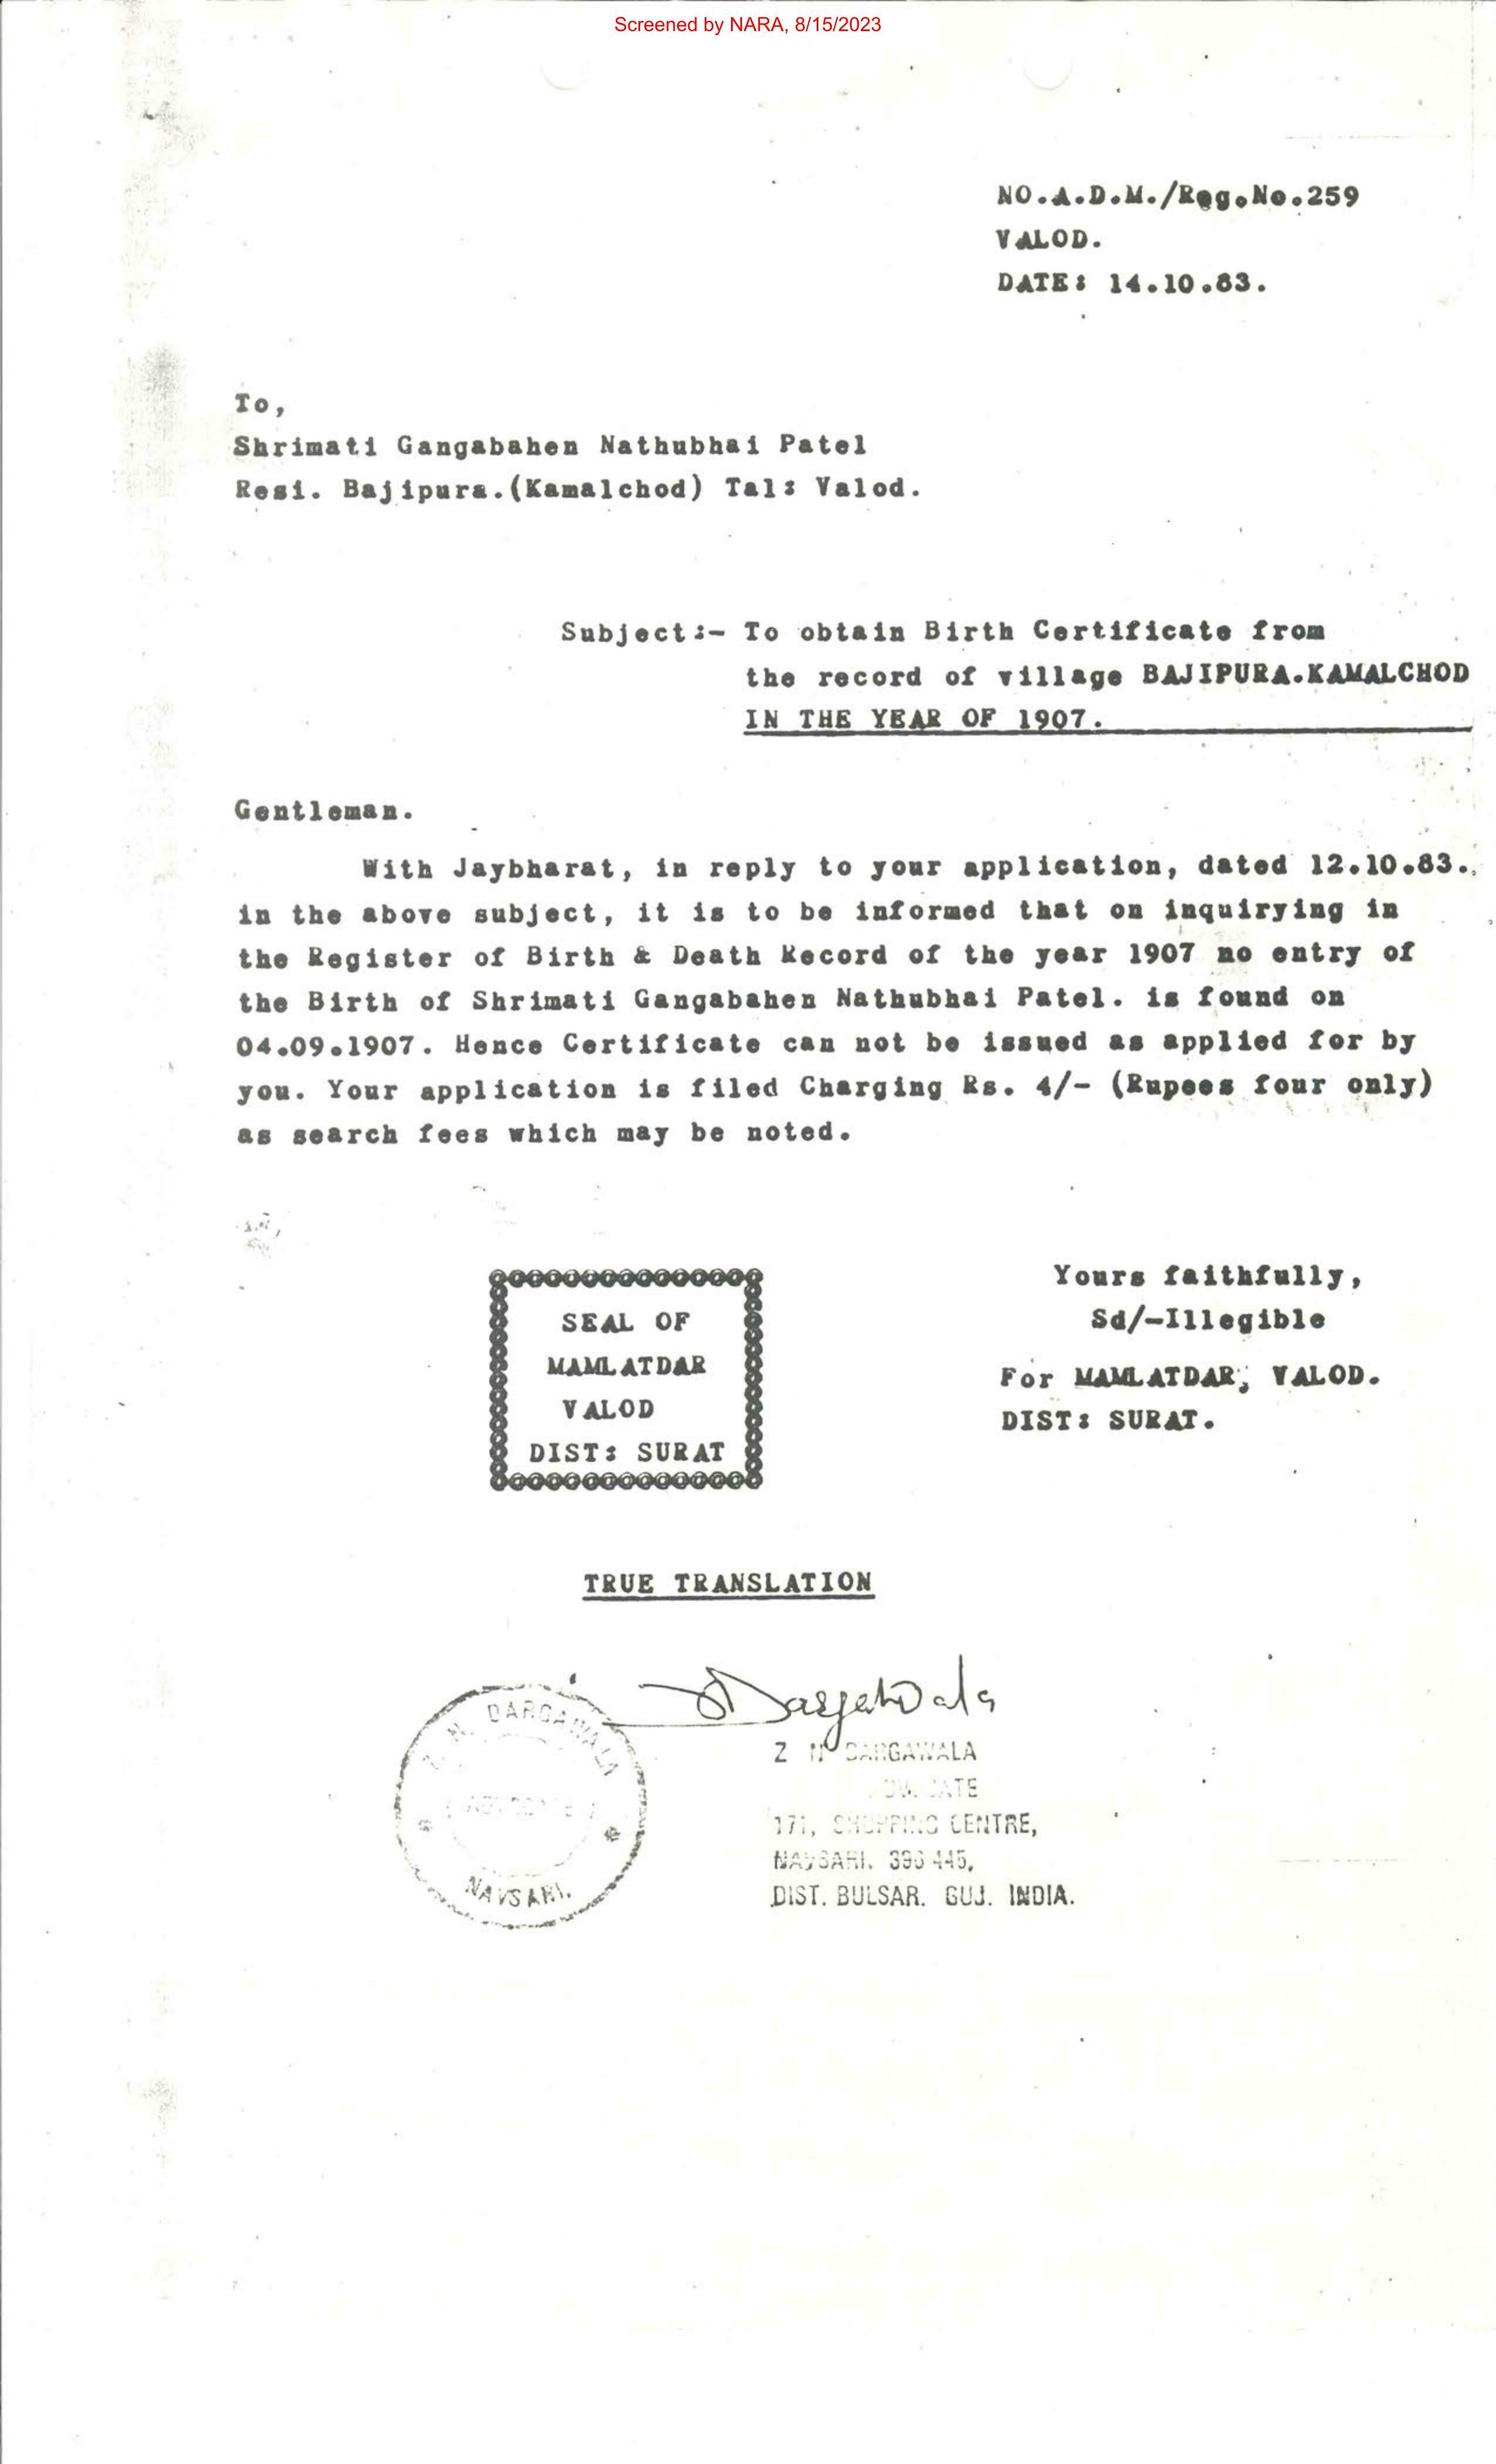 Screened by NARA, 8/15/2023
NO.A.D.M./Reg.No.259
VALOD.
DATE: 14.10.83.
To,
Shrimati Gangabahen Nathubhai Patel
Resi. Bajipura.(Kamalchod) Tal: Valod.
Subject:- To obtain Birth Certificate from
the record of village BAJIPURA.KAMALCHOD
IN THE YEAR OF 1907.
Gentleman.
With Jaybharat, in reply to your application, dated 12.10.83.,
in the above subject, it is to be informed that on inquirying in
the Register of Birth & Death Record of the year 1907 no entry of
the Birth of Shrimati Gangabahen Nathubhai Patel. is found on
04.09.1907. Hence Certificate can not be issued as applied for by
you. Your application is filed Charging Rs. 4/- (Rupees four only)
as search fees which may be noted.
Yours faithfully,
Sd/-Illegible
For MAMLATDAR, VALOD.
DIST: SURAT.
SEAL OF
MAMLATDAR
VALOD
DIST: SURAT
TRUE TRANSLATION
Dargawala
Z. N. DARGAWALA
NAVSARI.
Z N DARGAWALA
171, SHOPPING CENTRE,
NAVSARI. 396 445,
DIST. BULSAR. GUJ. INDIA.